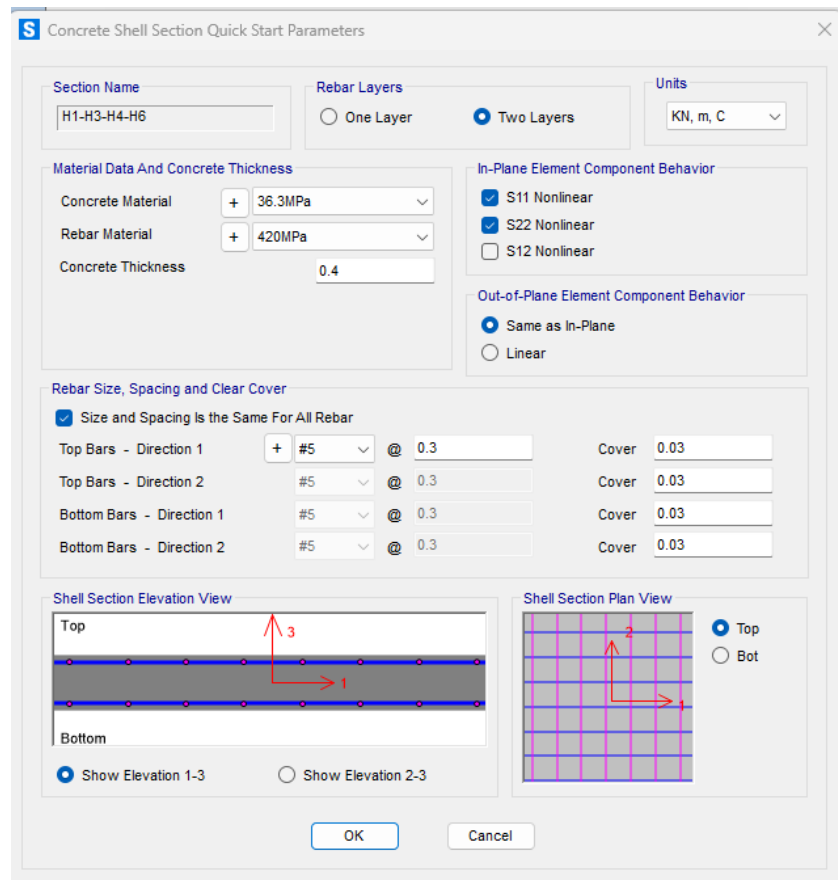 S Concrete Shell Section Quick Start Parameters
Section Name
H1-H3-H4-H6
Rebar Layers
One Layer
Two Layers
Units
KN, m, C
Material Data And Concrete Thickness
Concrete Material + 36.3MPa
Rebar Material + 420MPa
Concrete Thickness 0.4
In-Plane Element Component Behavior
S11 Nonlinear
S22 Nonlinear
S12 Nonlinear
Out-of-Plane Element Component Behavior
Same as In-Plane
Linear
Rebar Size, Spacing and Clear Cover
Size and Spacing Is the Same For All Rebar
Top Bars - Direction 1 + #5 @ 0.3 Cover 0.03
Top Bars - Direction 2 #5 @ 0.3 Cover 0.03
Bottom Bars - Direction 1 #5 @ 0.3 Cover 0.03
Bottom Bars - Direction 2 #5 @ 0.3 Cover 0.03
Shell Section Elevation View
Top
3
1
Bottom
Show Elevation 1-3
Show Elevation 2-3
Shell Section Plan View
2
1
Top
Bot
OK
Cancel